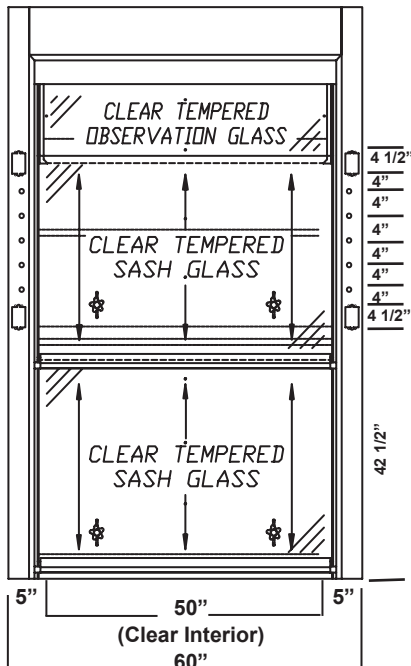 CLEAR TEMPERED
OBSERVATION GLASS
4 1/2”
4”
4”
4”
4”
4”
4”
4 1/2”
CLEAR TEMPERED
SASH GLASS
42 1/2”
CLEAR TEMPERED
SASH GLASS
5”
50”
5”
(Clear Interior)
60”